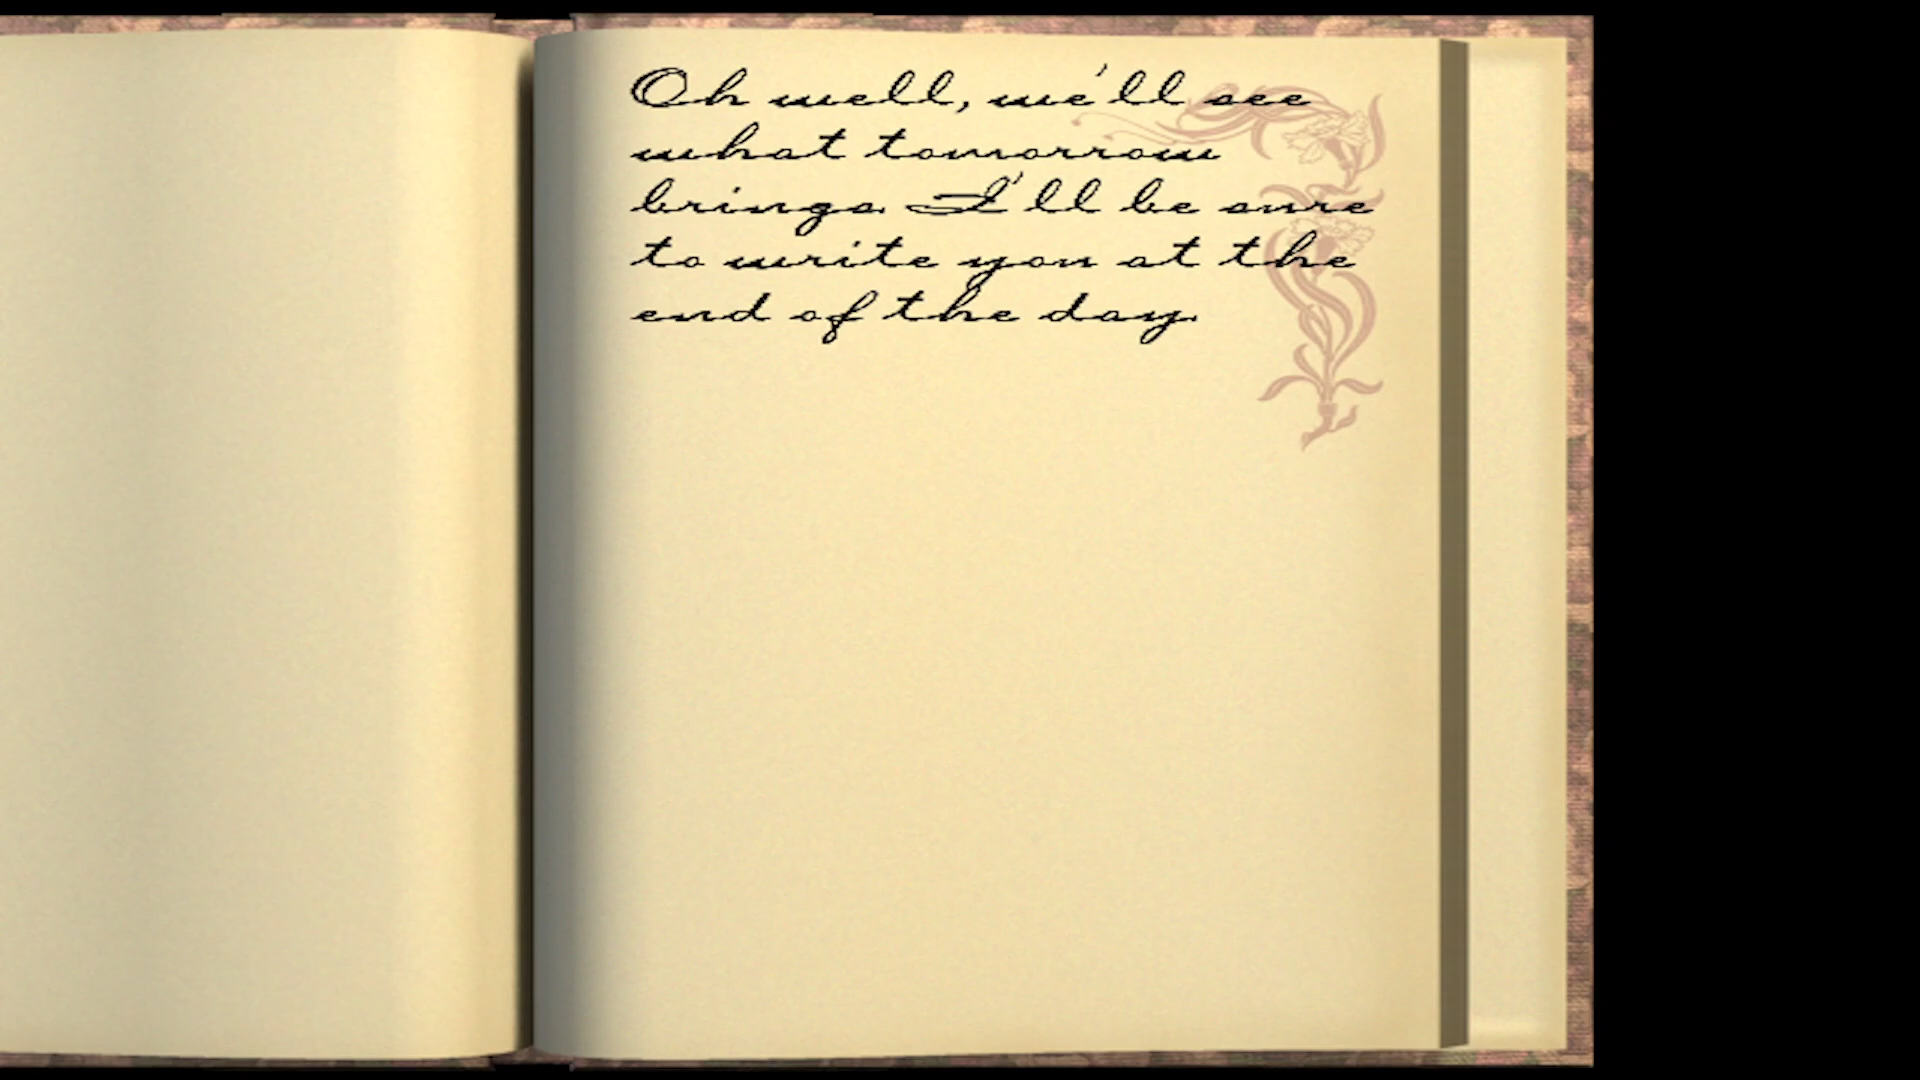 Oh well, we'll see
what tomorrow
brings. I'll be sure
to write you at the
end of the day.